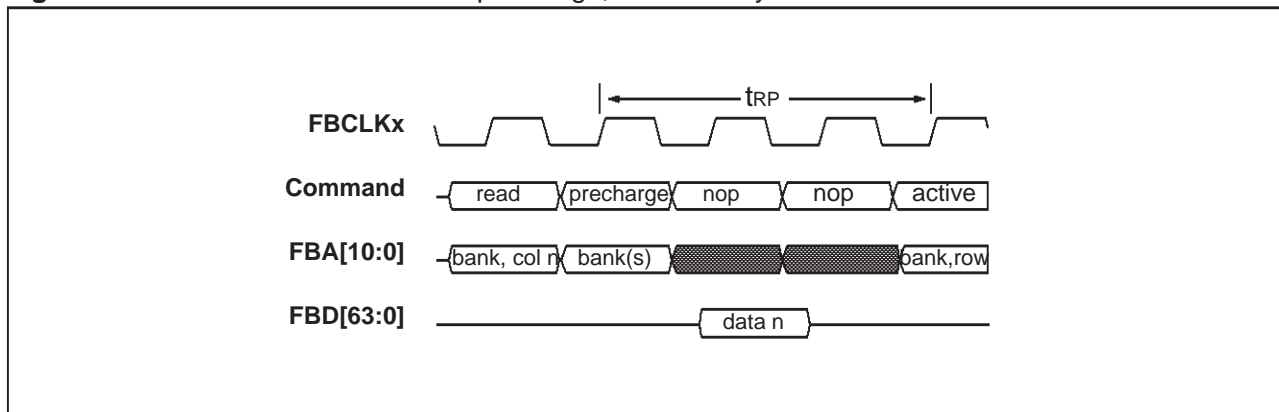 tRP
FBCLKx
Command read precharge nop nop active
FBA[10:0] bank, col n bank(s) bank,row
FBD[63:0] data n